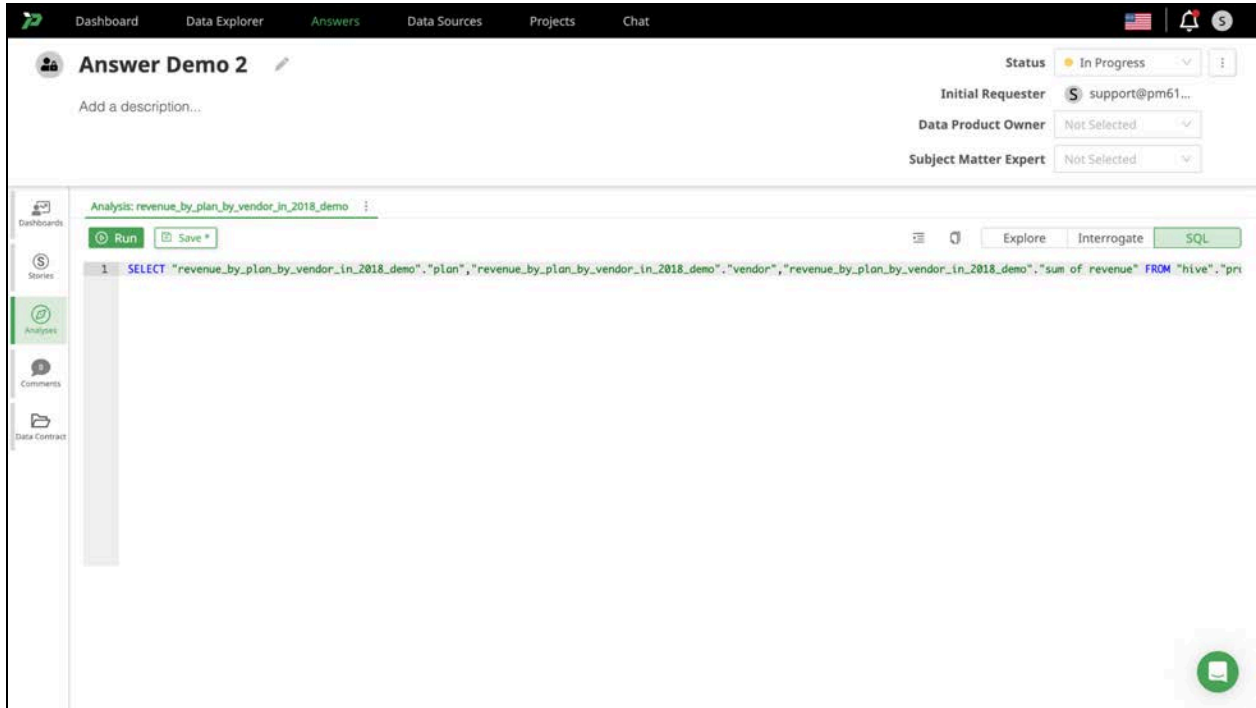 Dashboard Data Explorer Answers Data Sources Projects Chat S
Answer Demo 2
Add a description...
Status In Progress
Initial Requester S support@pm61...
Data Product Owner Not Selected
Subject Matter Expert Not Selected
Dashboards
Stories
Analyses
Comments
Data Contract
Analysis: revenue_by_plan_by_vendor_in_2018_demo
Run Save * Explore Interrogate SQL
1 SELECT "revenue_by_plan_by_vendor_in_2018_demo"."plan","revenue_by_plan_by_vendor_in_2018_demo"."vendor","revenue_by_plan_by_vendor_in_2018_demo"."sum of revenue" FROM "hive"."pr